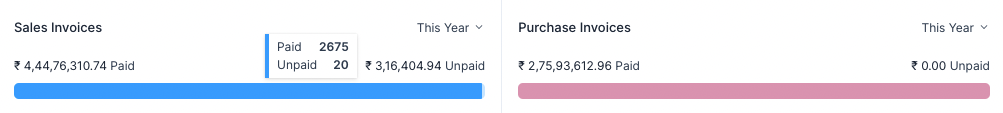 Sales Invoices
This Year
Paid 2675
Unpaid 20
₹ 4,44,76,310.74 Paid
₹ 3,16,404.94 Unpaid
Purchase Invoices
This Year
₹ 2,75,93,612.96 Paid
₹ 0.00 Unpaid